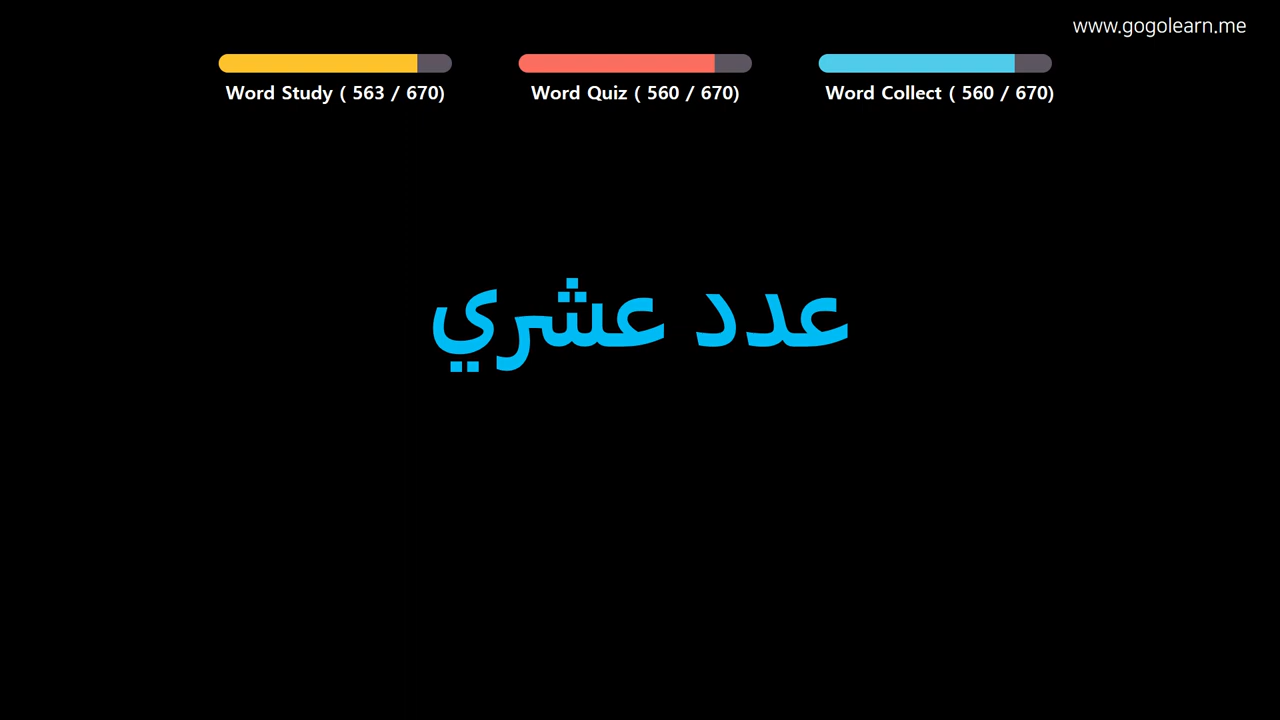 www.gogolearn.me
Word Study ( 563 / 670)
Word Quiz ( 560 / 670)
Word Collect ( 560 / 670)
عدد عشري